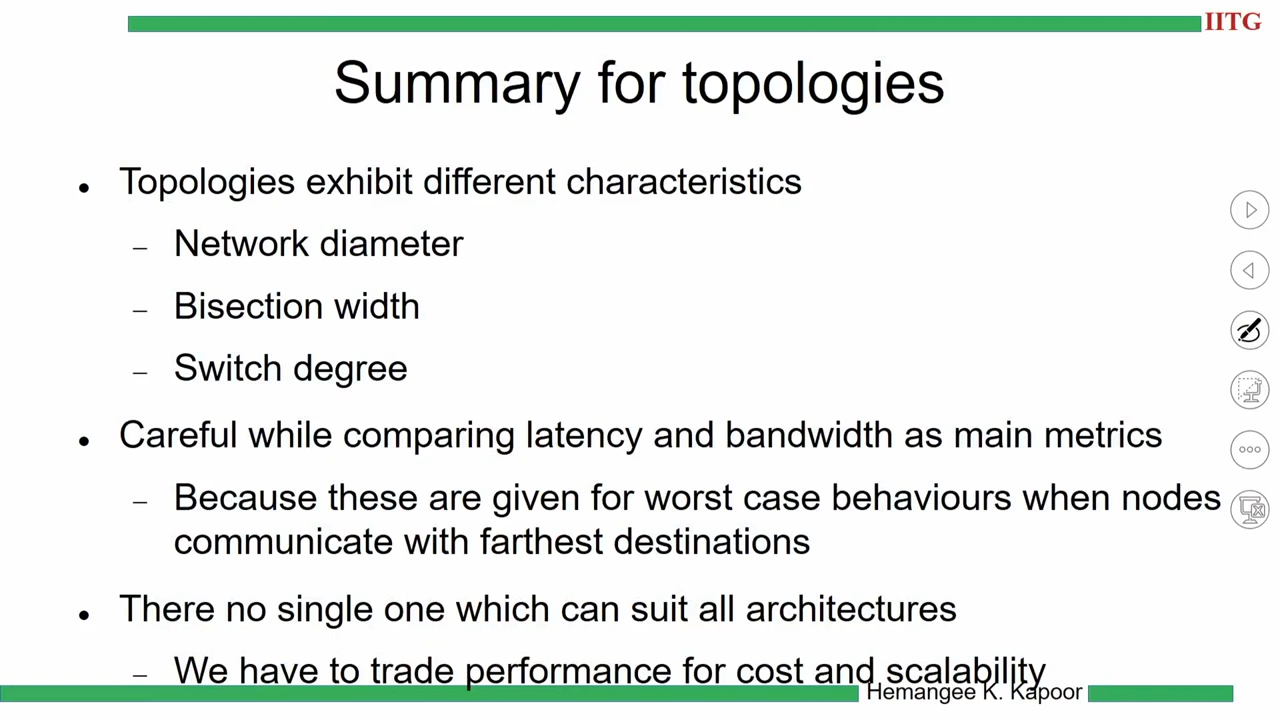 IITG
Summary for topologies
● Topologies exhibit different characteristics
– Network diameter
– Bisection width
– Switch degree
● Careful while comparing latency and bandwidth as main metrics
– Because these are given for worst case behaviours when nodes
communicate with farthest destinations
● There no single one which can suit all architectures
– We have to trade performance for cost and scalability
Hemangee K. Kapoor